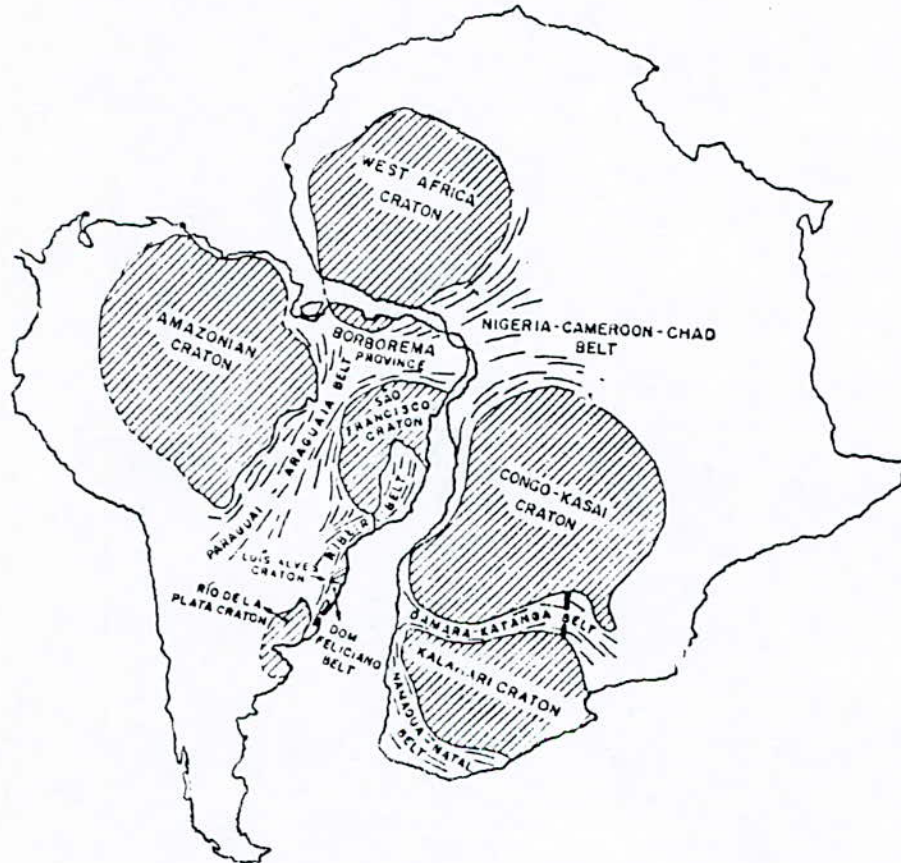 WEST AFRICA
CRATON
AMAZONIAN
CRATON
BORBOREMA
PROVINCE
NIGERIA-CAMEROON-CHAD
BELT
SÃO
FRANCISCO
CRATON
PARAGUAI ARAGUAIA BELT
RIBEIRA BELT
CONGO-KASAI
CRATON
LUIS ALVES
CRATON
RÍO DE LA
PLATA CRATON
DOM
FELICIANO
BELT
DAMARA-KATANGA BELT
KALAHARI CRATON
NAMAQUA-NATAL
BELT